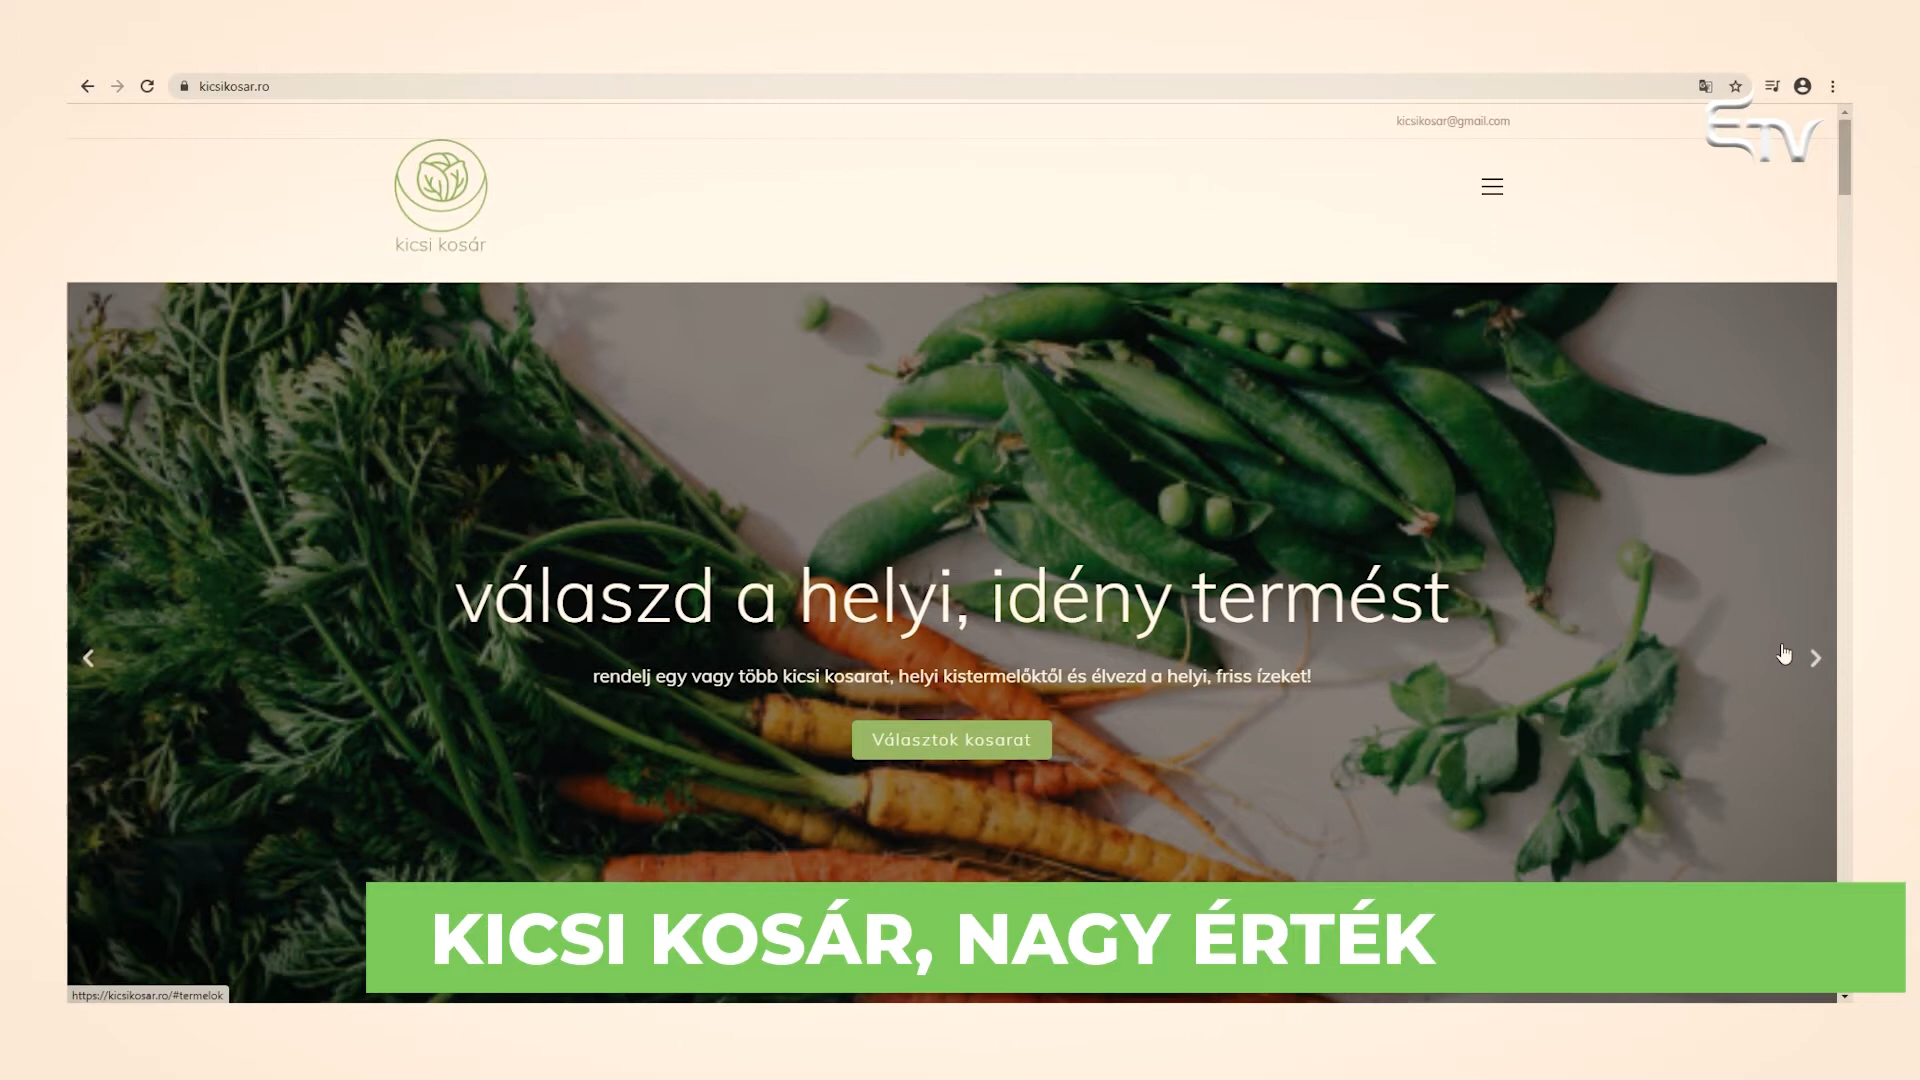 kicsikosar.ro
kicsikosar@gmail.com
ETV
kicsi kosár
válaszd a helyi, idény termést
rendelj egy vagy több kicsi kosarat, helyi kistermelőktől és élvezd a helyi, friss ízeket!
Választok kosarat
KICSI KOSÁR, NAGY ÉRTÉK
https://kicsikosar.ro/#termelok